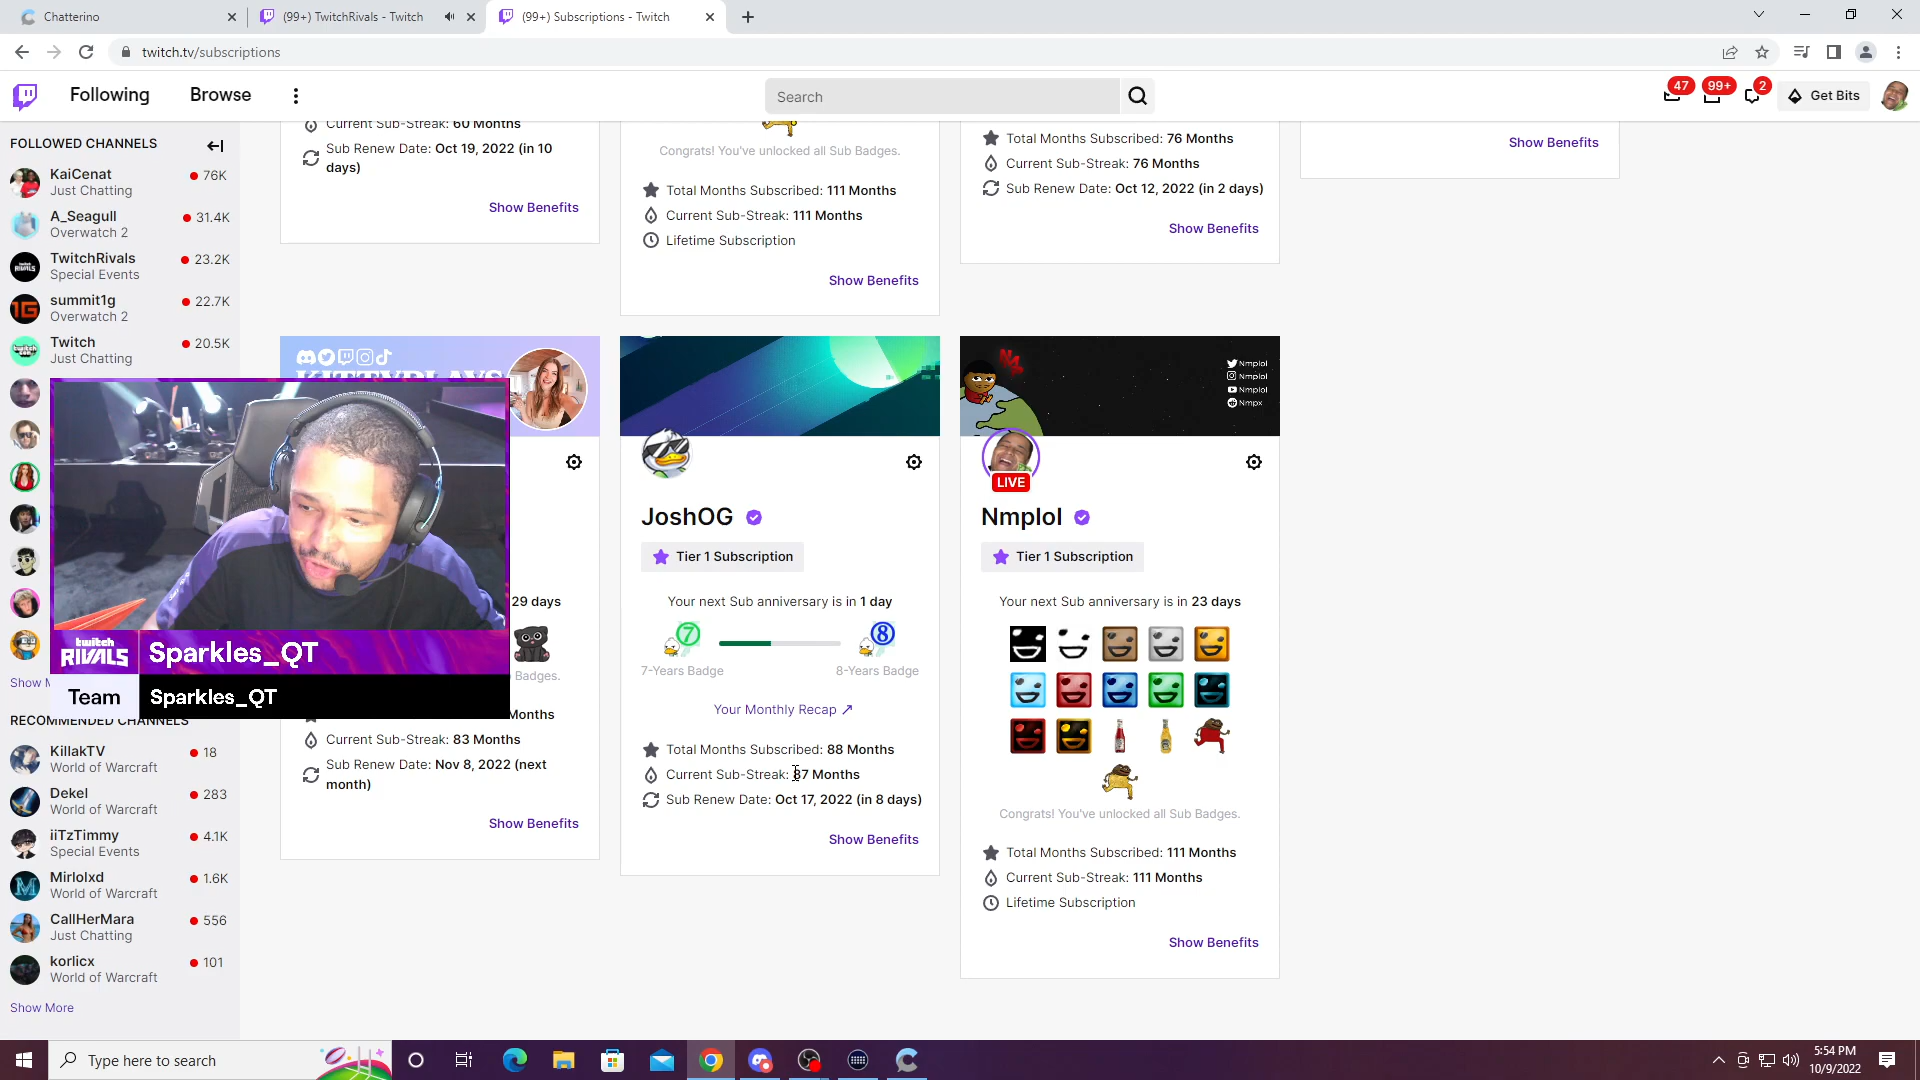 Chatterino
(99+) TwitchRivals - Twitch
(99+) Subscriptions - Twitch
twitch.tv/subscriptions
Following
Browse
Search
47
99+
2
Get Bits
FOLLOWED CHANNELS
KaiCenat
76K
Just Chatting
A_Seagull
31.4K
Overwatch 2
TwitchRivals
23.2K
Special Events
summit1g
22.7K
Overwatch 2
Twitch
20.5K
Just Chatting
Show
RECOMMENDED CHANNELS
KillakTV
18
World of Warcraft
Dekel
283
World of Warcraft
iiTzTimmy
4.1K
Special Events
Mirlolxd
1.6K
World of Warcraft
CallHerMara
556
Just Chatting
korlicx
101
World of Warcraft
Show More
twitch
RIVALS
Sparkles_QT
Team
Sparkles_QT
Current Sub-Streak: 60 Months
Sub Renew Date: Oct 19, 2022 (in 10
days)
Show Benefits
Congrats! You've unlocked all Sub Badges.
Total Months Subscribed: 111 Months
Current Sub-Streak: 111 Months
Lifetime Subscription
Show Benefits
Total Months Subscribed: 76 Months
Current Sub-Streak: 76 Months
Sub Renew Date: Oct 12, 2022 (in 2 days)
Show Benefits
Show Benefits
KITTYPLAYS
29 days
Badges.
Months
Current Sub-Streak: 83 Months
Sub Renew Date: Nov 8, 2022 (next
month)
Show Benefits
JoshOG
Tier 1 Subscription
Your next Sub anniversary is in 1 day
7
8
7-Years Badge
8-Years Badge
Your Monthly Recap
Total Months Subscribed: 88 Months
Current Sub-Streak: 87 Months
Sub Renew Date: Oct 17, 2022 (in 8 days)
Show Benefits
Nmplol
Nmplol
Nmplol
Nmpx
LIVE
Nmplol
Tier 1 Subscription
Your next Sub anniversary is in 23 days
Congrats! You've unlocked all Sub Badges.
Total Months Subscribed: 111 Months
Current Sub-Streak: 111 Months
Lifetime Subscription
Show Benefits
Type here to search
5:54 PM
10/9/2022